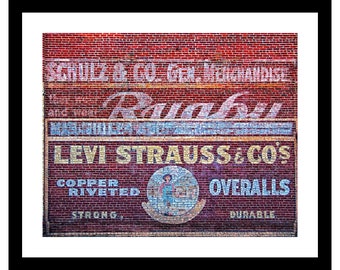 SCHULZ & CO. GEN. MERCHANDISE
Rugby
LEVI STRAUSS & CO'S
COPPER RIVETED OVERALLS
STRONG, DURABLE